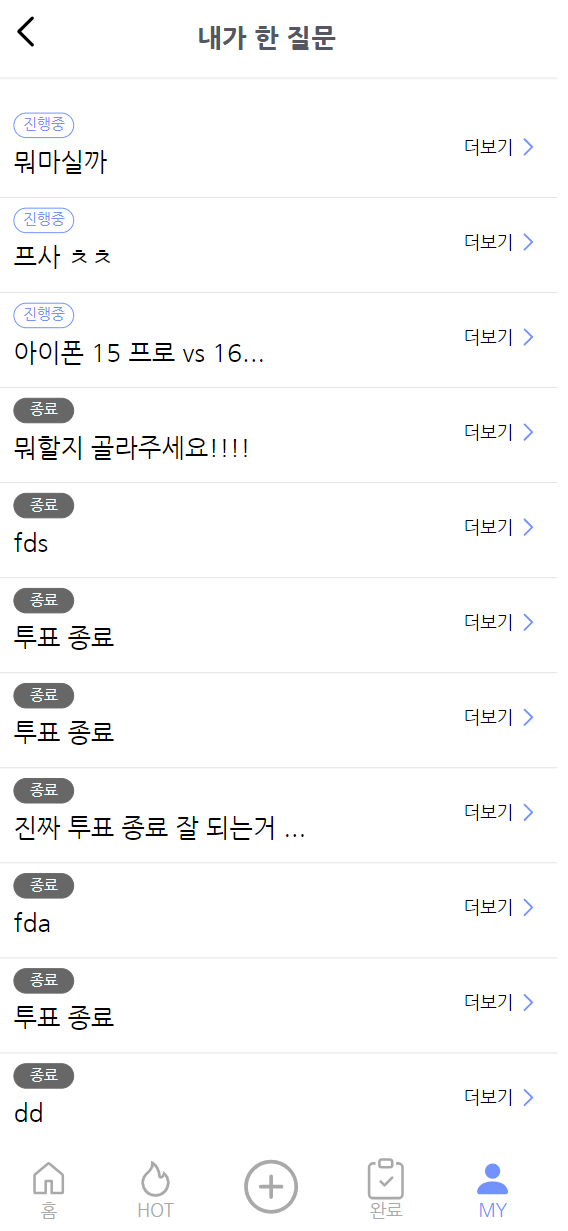 내가 한 질문
진행중
뭐마실까
더보기
진행중
프사 ㅊㅊ
더보기
진행중
아이폰 15 프로 vs 16...
더보기
종료
뭐할지 골라주세요!!!!
더보기
종료
fds
더보기
종료
투표 종료
더보기
종료
투표 종료
더보기
종료
진짜 투표 종료 잘 되는거 ...
더보기
종료
fda
더보기
종료
투표 종료
더보기
종료
dd
더보기
홈 HOT 완료 MY